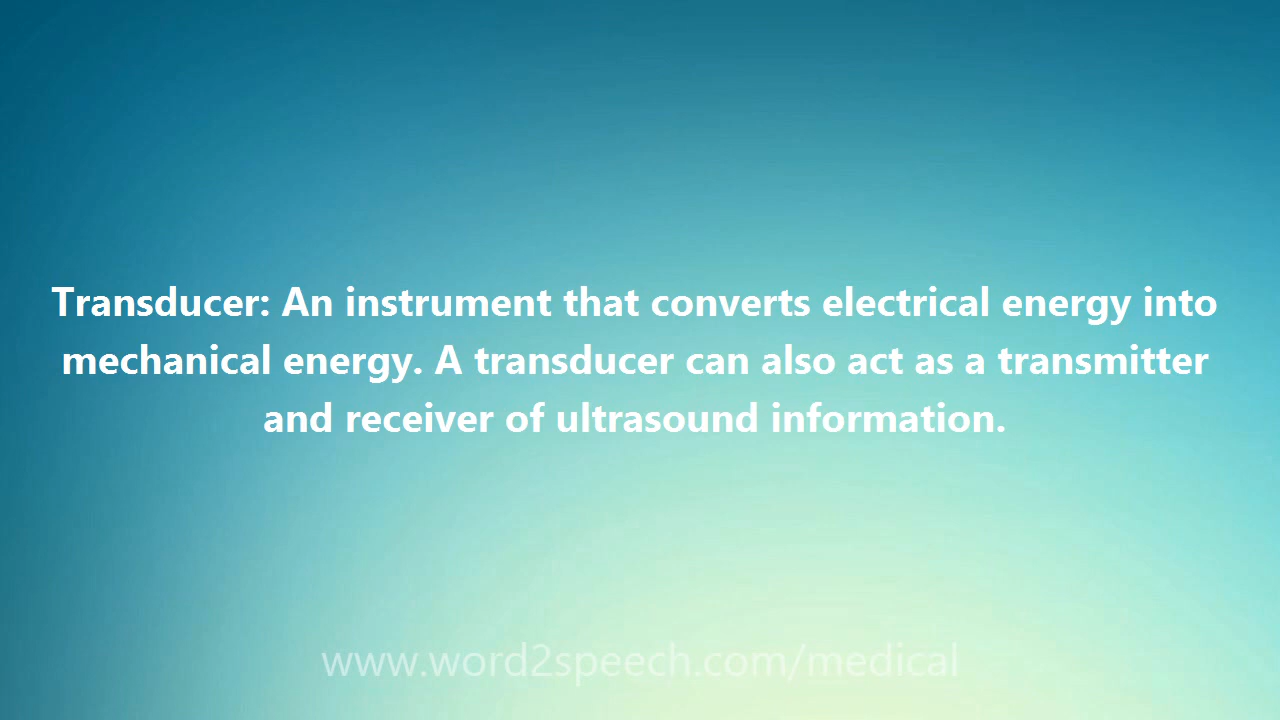 Transducer: An instrument that converts electrical energy into
mechanical energy. A transducer can also act as a transmitter
and receiver of ultrasound information.
www.word2speech.com/medical